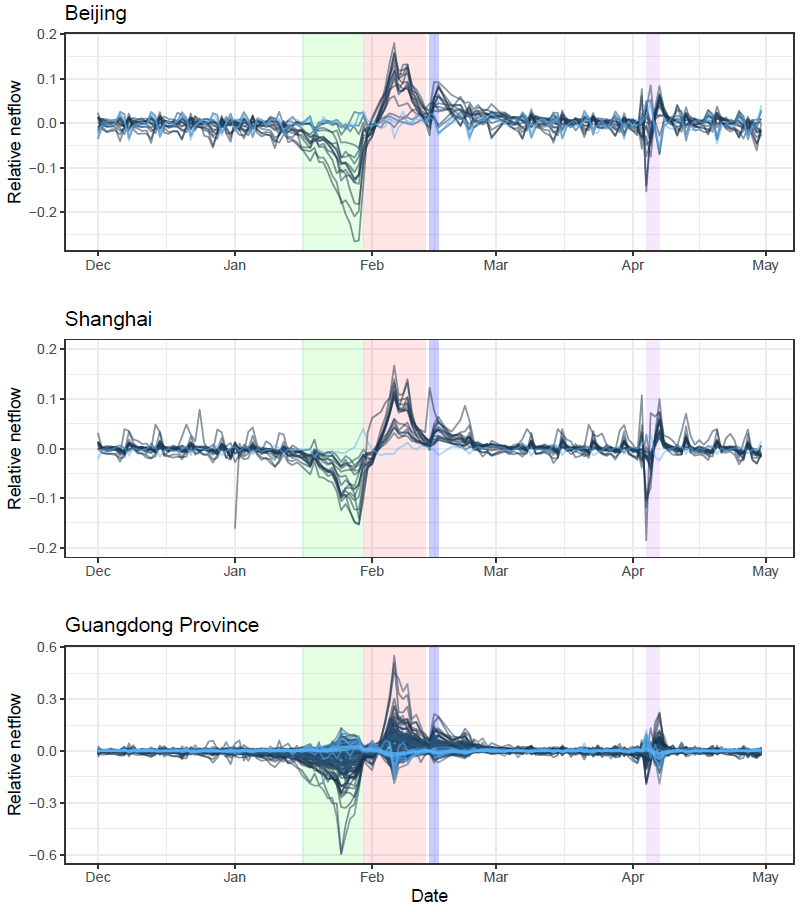 Beijing
Relative netflow
0.2
0.1
0.0
−0.1
−0.2
Dec Jan Feb Mar Apr May
Shanghai
Relative netflow
0.2
0.1
0.0
−0.1
−0.2
Dec Jan Feb Mar Apr May
Guangdong Province
Relative netflow
0.6
0.3
0.0
−0.3
−0.6
Dec Jan Feb Mar Apr May
Date